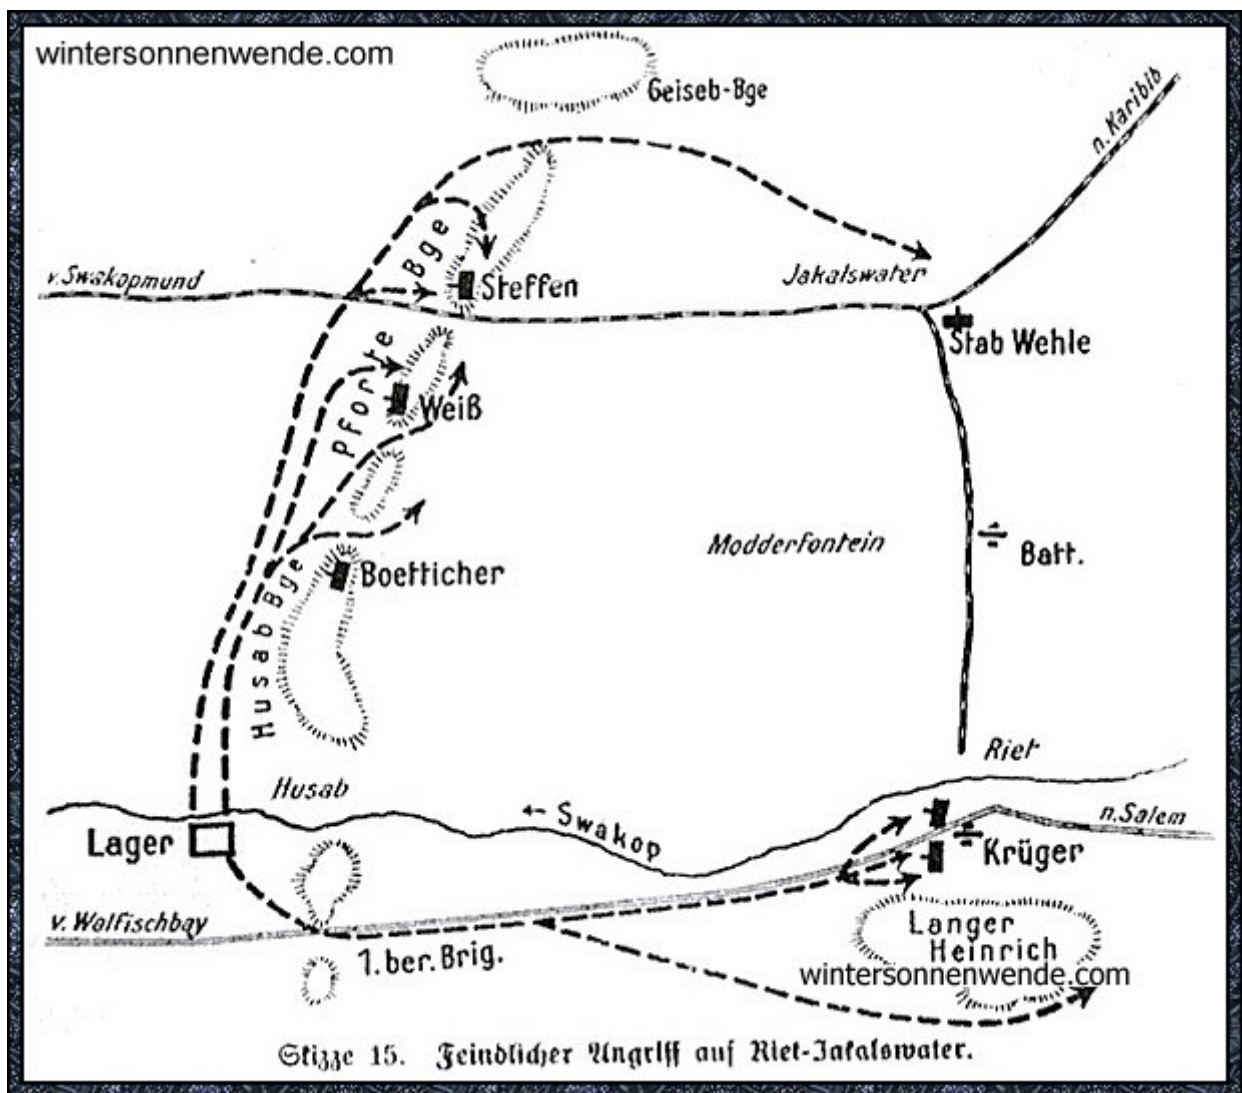 wintersonnenwende.com
Geiseb-Bge
n. Karibib
v. Swakopmund
Pforte Bge
Steffen
Jakalswater
Stab Wehle
Weiß
Modderfontein
Batt.
Boetticher
Husab Bge
Riet
Husab
← Swakop
n. Salem
Lager
Krüger
v. Walfischbay
Langer
Heinrich
1. ber. Brig.
wintersonnenwende.com
Skizze 15. Feindlicher Angriff auf Riet-Jakalswater.